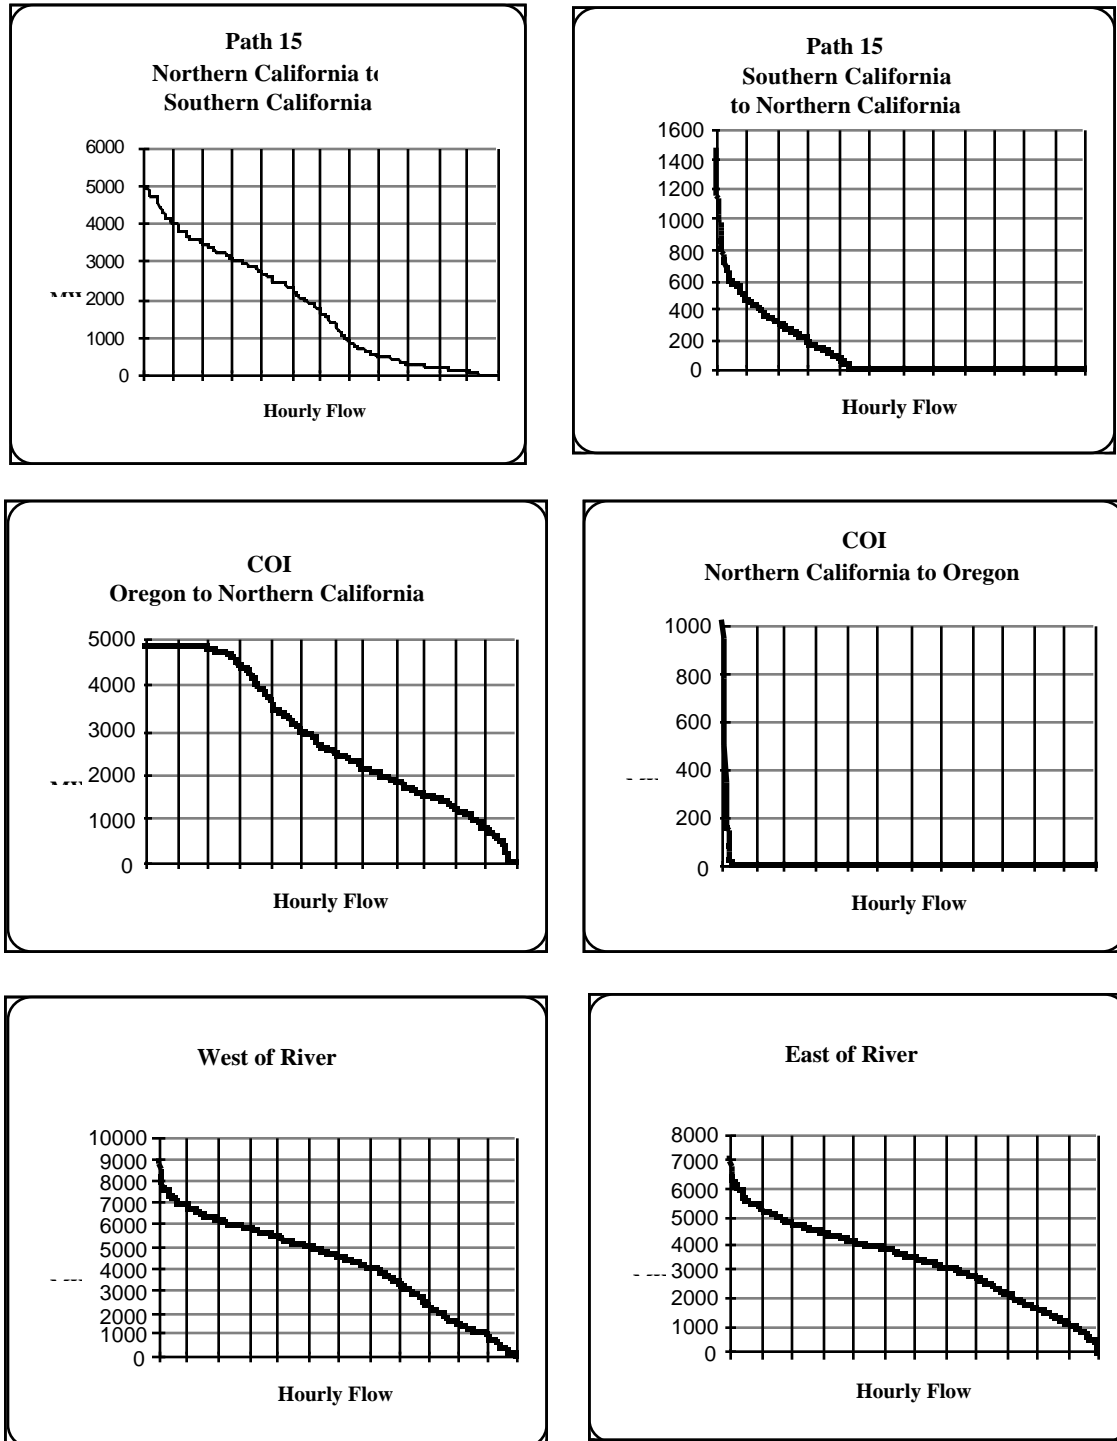 Path 15
Northern California to
Southern California
6000
5000
4000
3000
2000
1000
0
Hourly Flow
Path 15
Southern California
to Northern California
1600
1400
1200
1000
800
600
400
200
0
Hourly Flow
COI
Oregon to Northern California
5000
4000
3000
2000
1000
0
Hourly Flow
COI
Northern California to Oregon
1000
800
600
400
200
0
Hourly Flow
West of River
10000
9000
8000
7000
6000
5000
4000
3000
2000
1000
0
Hourly Flow
East of River
8000
7000
6000
5000
4000
3000
2000
1000
0
Hourly Flow